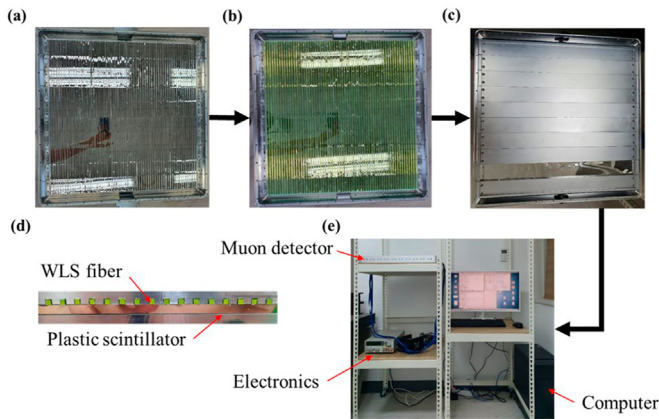 (a)
(b)
(c)
(d)
WLS fiber
Plastic scintillator
(e)
Muon detector
Electronics
Computer